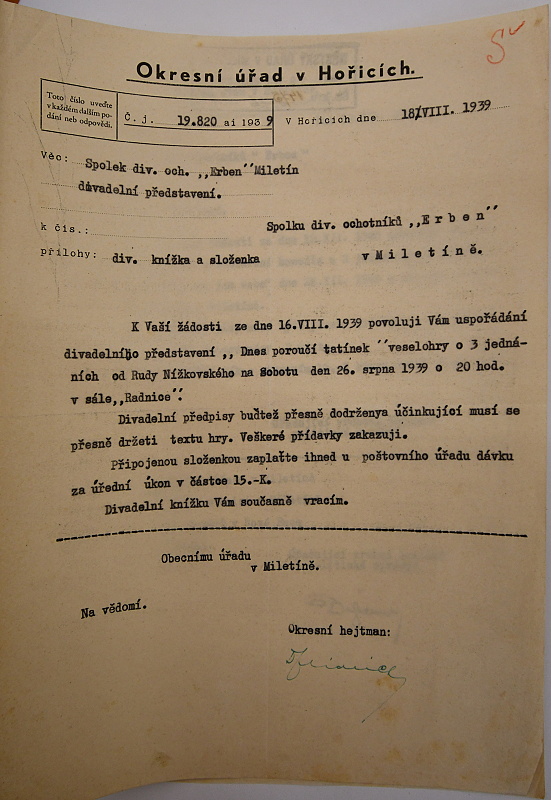 Okresní úřad v Hořicích.
Toto číslo uveďte
v každém dalším po-
dání neb odpovědi.
Č. j. 19.820 ai 1939
V Hořicích dne 18/VIII. 1939
Věc: Spolek div. och. ,,Erben´´Miletín
divadelní představení.
k čís.:
Spolku div. ochotníků ,,E r b e n´´
přílohy: div. knížka a složenka
v M i l e t í n ě.
K Vaší žádosti ze dne 16.VIII. 1939 povoluji Vám uspořádání
divadelního představení ,, Dnes poroučí tatínek ´´veselohry o 3 jedná-
ních od Rudy Nížkovského na Sobotu den 26. srpna 1939 o 20 hod.
v sále,,Radnice´´.
Divadelní předpisy buďtež přesně dodrženya účinkující musí se
přesně držeti textu hry. Veškeré přídavky zakazuji.
Připojenou složenkou zaplaťte ihned u poštovního úřadu dávku
za úřední úkon v částce 15.-K.
Divadelní knížku Vám současně vracím.
Obecnímu úřadu
v Miletíně.
Na vědomí.
Okresní hejtman: